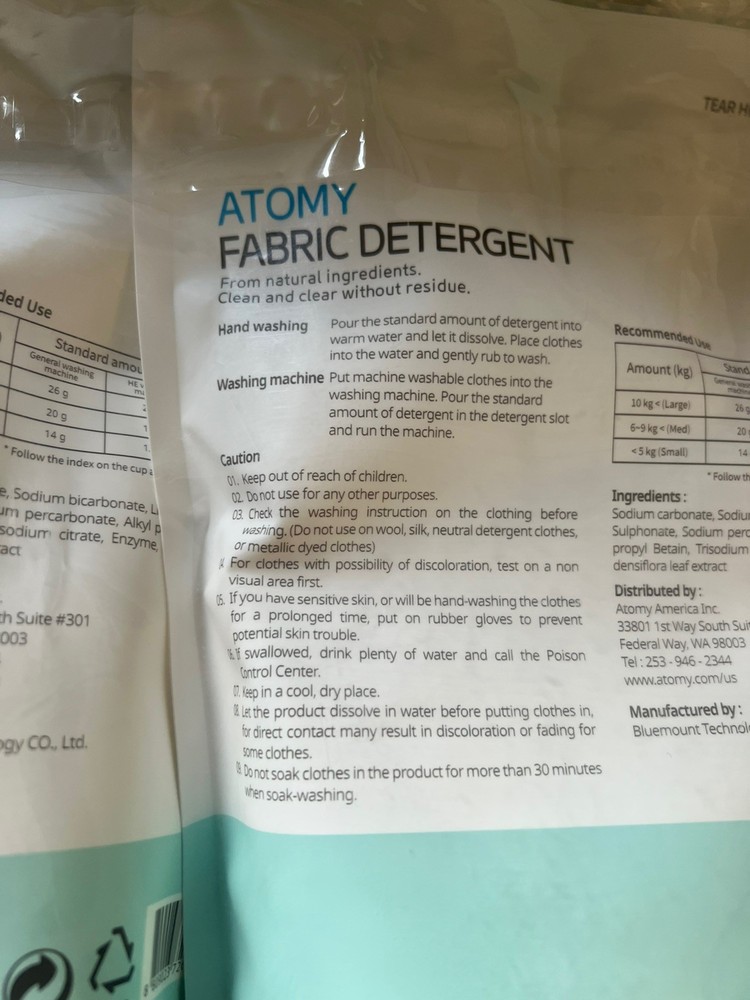 TEAR
ATOMY
FABRIC DETERGENT
From natural ingredients.
Clean and clear without residue.
Hand washing Pour the standard amount of detergent into
warm water and let it dissolve. Place clothes
into the water and gently rub to wash.
Washing machine Put machine washable clothes into the
washing machine. Pour the standard
amount of detergent in the detergent slot
and run the machine.
Caution
01. Keep out of reach of children.
02. Do not use for any other purposes.
03. Check the washing instruction on the clothing before
washing. (Do not use on wool, silk, neutral detergent clothes,
or metallic dyed clothes)
For clothes with possibility of discoloration, test on a non
visual area first.
05. If you have sensitive skin, or will be hand-washing the clothes
for a prolonged time, put on rubber gloves to prevent
potential skin trouble.
If swallowed, drink plenty of water and call the Poison
Control Center.
07. Keep in a cool, dry place.
Let the product dissolve in water before putting clothes in,
for direct contact many result in discoloration or fading for
some clothes.
Do not soak clothes in the product for more than 30 minutes
when soak-washing.
Recommended Use
Amount (kg) Stand
10 kg < (Large) 26 g
6~9 kg < (Med) 20
< 5 kg (Small) 14
* Follow th
Ingredients :
Sodium carbonate, Sodiu
Sulphonate, Sodium perc
propyl Betain, Trisodium
densiflora leaf extract
Distributed by :
Atomy America Inc.
33801 1st Way South Suit
Federal Way, WA 98003
Tel : 253 - 946 - 2344
www.atomy.com/us
Manufactured by :
Bluemount Technol
ded Use
Standard amou
General washing HE
machine
26 g
20 g
14 g
* Follow the index on the cup
e, Sodium bicarbonate,
um percarbonate, Alkyl
sodium citrate, Enzyme,
act
th Suite #301
003
ogy CO., Ltd.